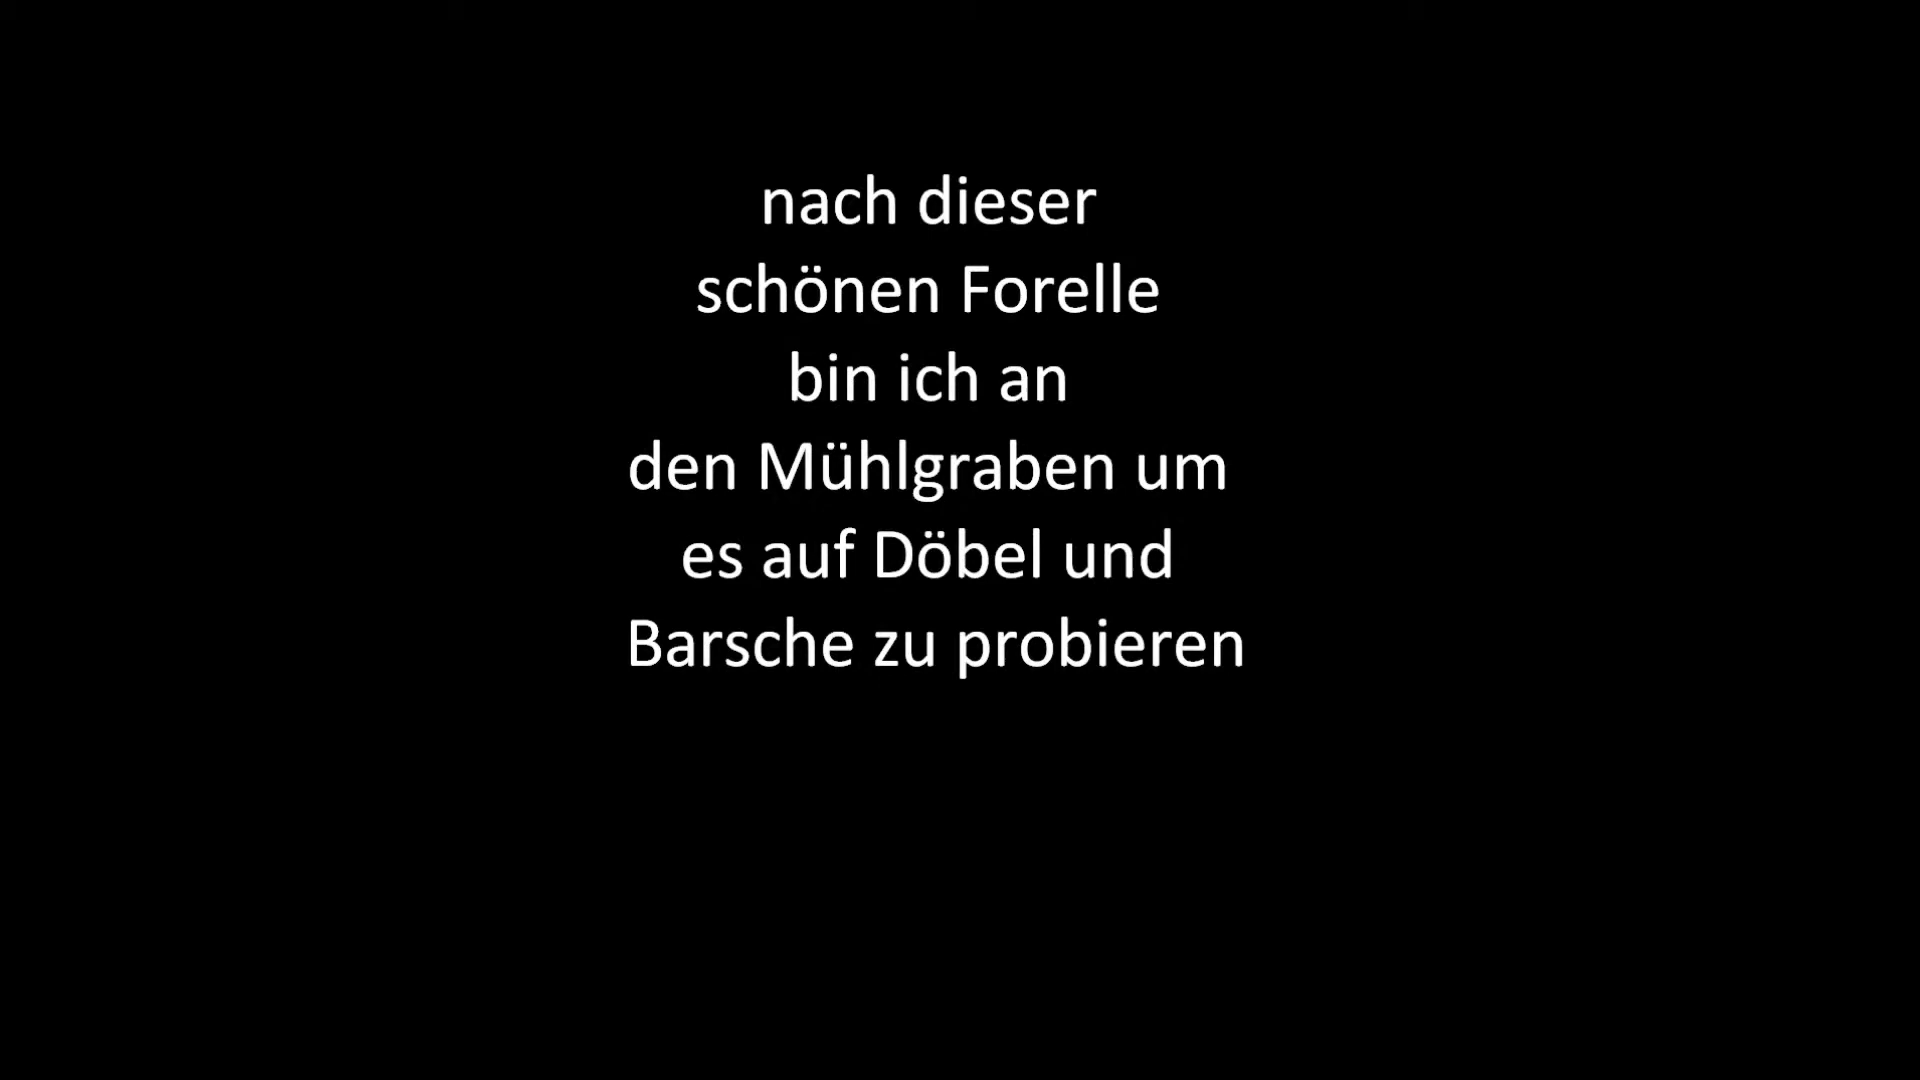 nach dieser
schönen Forelle
bin ich an
den Mühlgraben um
es auf Döbel und
Barsche zu probieren